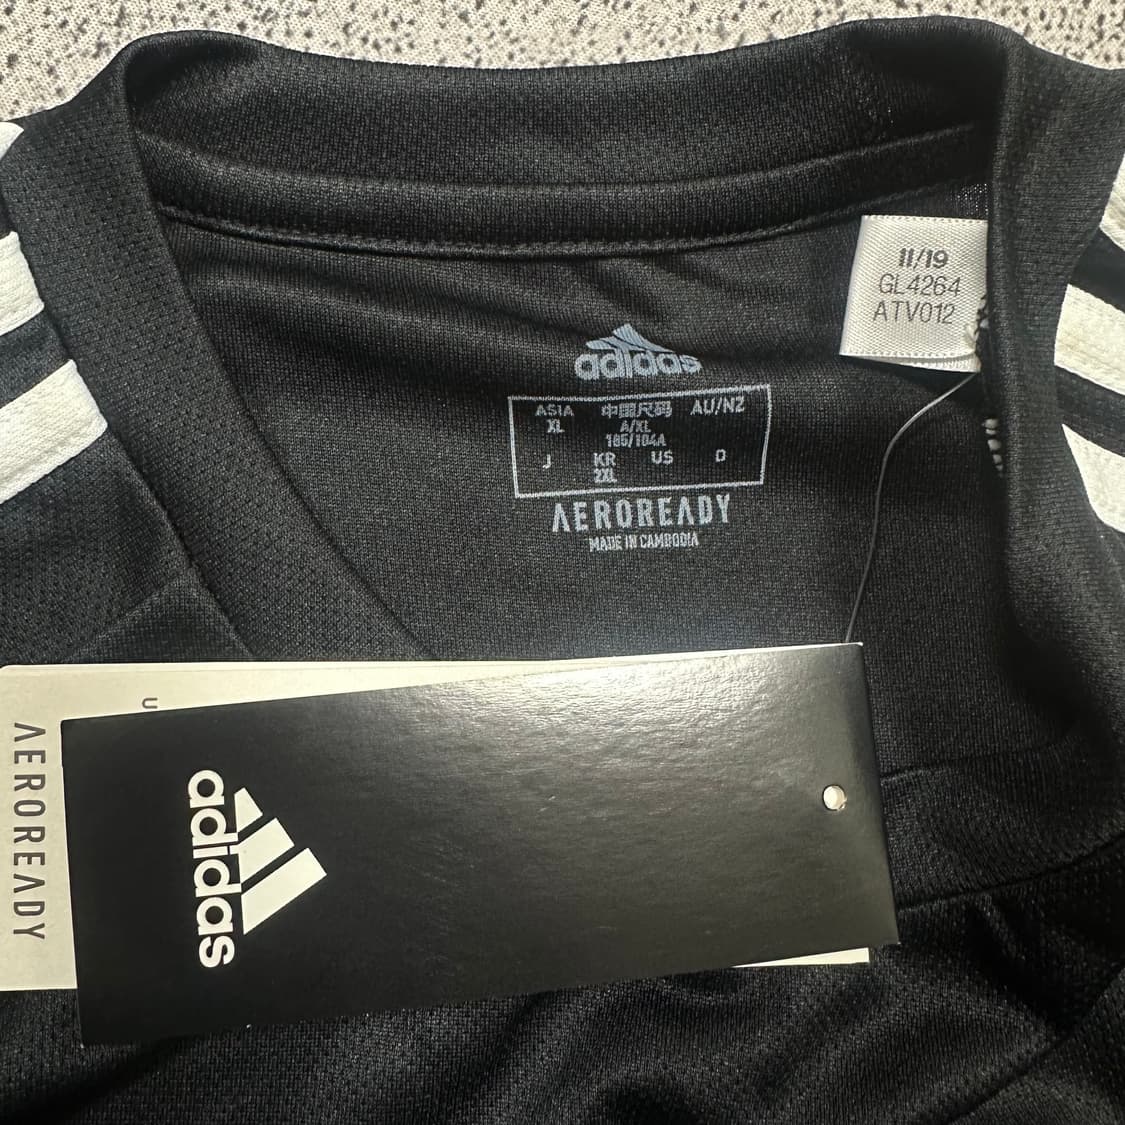 11/19
GL4264
ATV012
adidas
ASIA 中国尺码 AU/NZ
XL A/XL
185/104A
J KR US D
2XL
AEROREADY
MADE IN CAMBODIA
AEROREADY
adidas